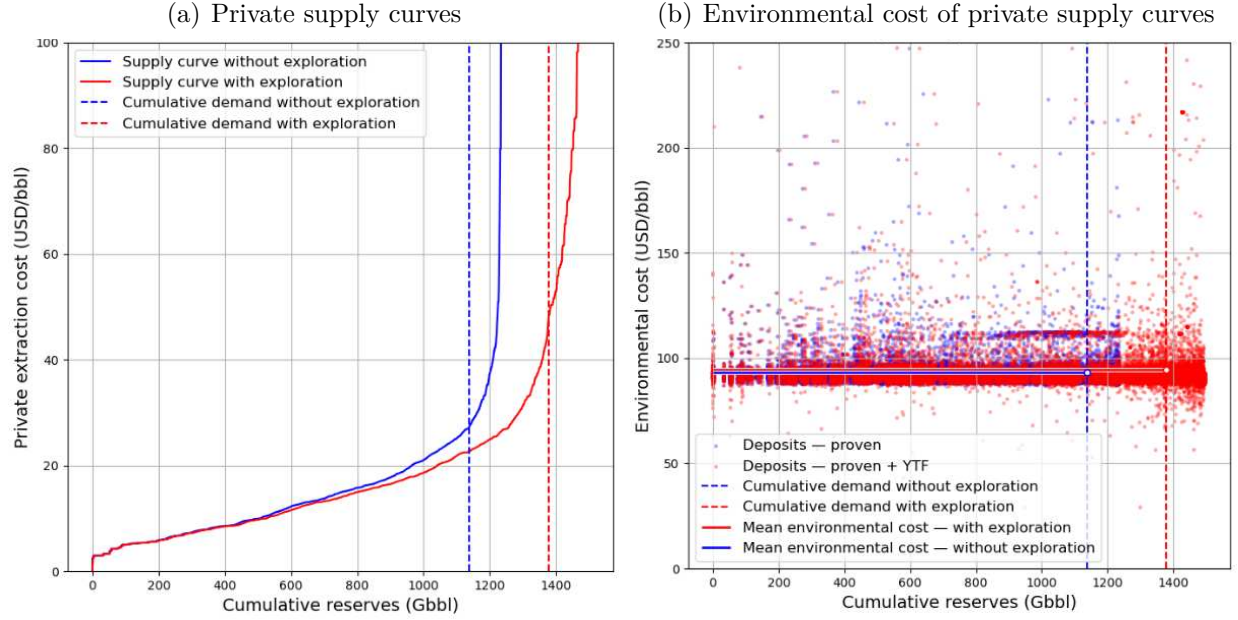 (a) Private supply curves
100
80
60
40
20
0
Private extraction cost (USD/bbl)
Supply curve without exploration
Supply curve with exploration
Cumulative demand without exploration
Cumulative demand with exploration
0 200 400 600 800 1000 1200 1400
Cumulative reserves (Gbbl)
(b) Environmental cost of private supply curves
250
200
150
100
50
0
Environmental cost (USD/bbl)
Deposits — proven
Deposits — proven + YTF
Cumulative demand without exploration
Cumulative demand with exploration
Mean environmental cost — with exploration
Mean environmental cost — without exploration
0 200 400 600 800 1000 1200 1400
Cumulative reserves (Gbbl)